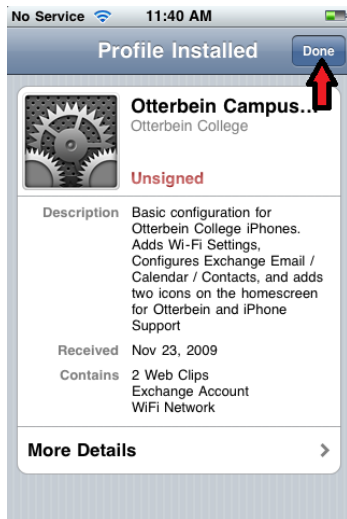 No Service 11:40 AM
Profile Installed Done
Otterbein Campus...
Otterbein College
Unsigned
Description Basic configuration for
Otterbein College iPhones.
Adds Wi-Fi Settings,
Configures Exchange Email /
Calendar / Contacts, and adds
two icons on the homescreen
for Otterbein and iPhone
Support
Received Nov 23, 2009
Contains 2 Web Clips
Exchange Account
WiFi Network
More Details